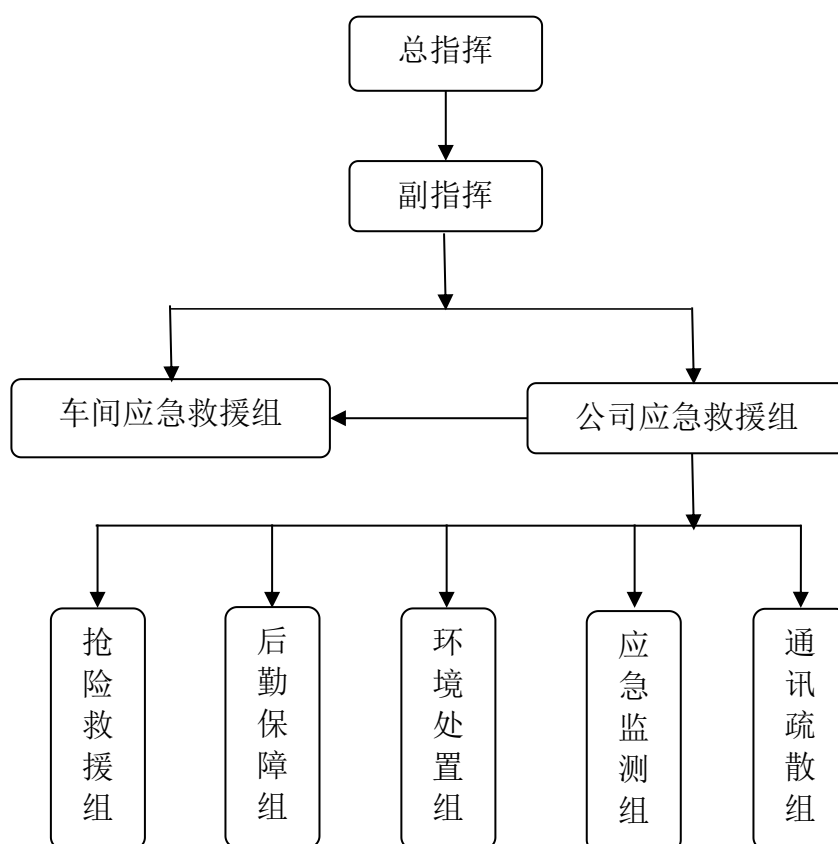 总指挥
副指挥
车间应急救援组
公司应急救援组
抢险救援组
后勤保障组
环境处置组
应急监测组
通讯疏散组